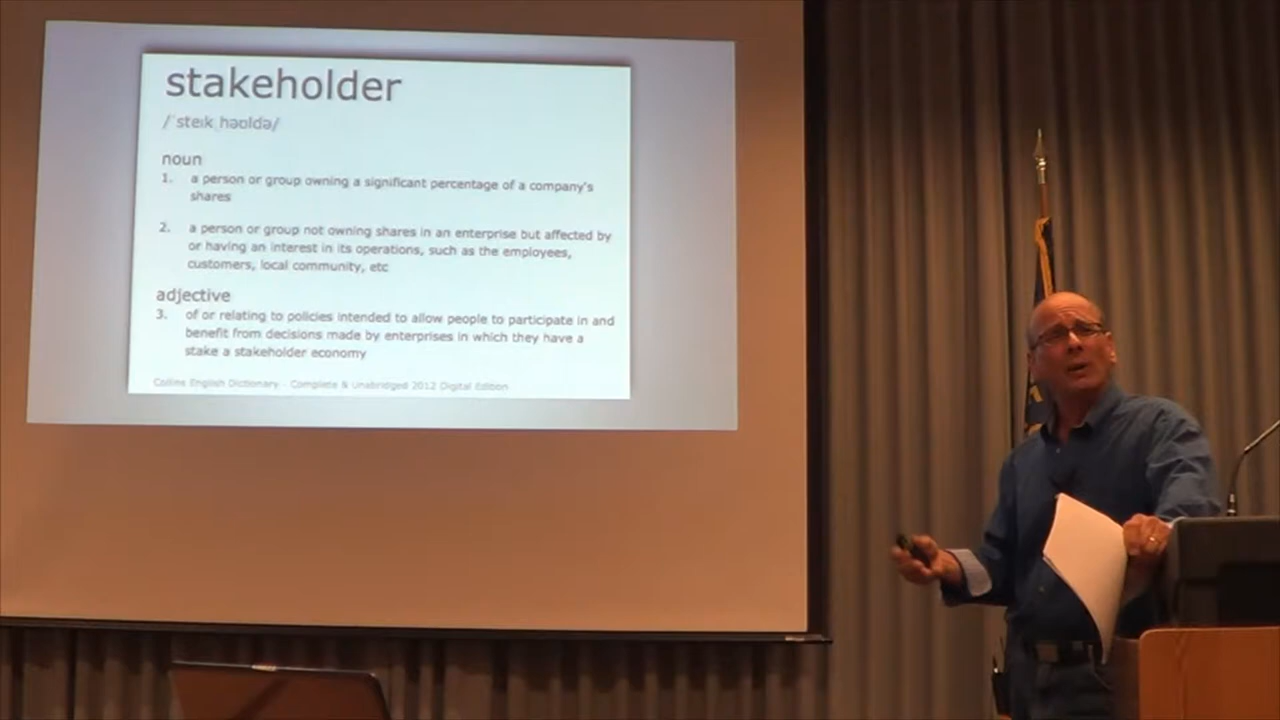 stakeholder
/ˈsteɪkˌhəʊldə/
noun
1. a person or group owning a significant percentage of a company's
shares
2. a person or group not owning shares in an enterprise but affected by
or having an interest in its operations, such as the employees,
customers, local community, etc
adjective
3. of or relating to policies intended to allow people to participate in and
benefit from decisions made by enterprises in which they have a
stake a stakeholder economy
Collins English Dictionary - Complete & Unabridged 2012 Digital Edition